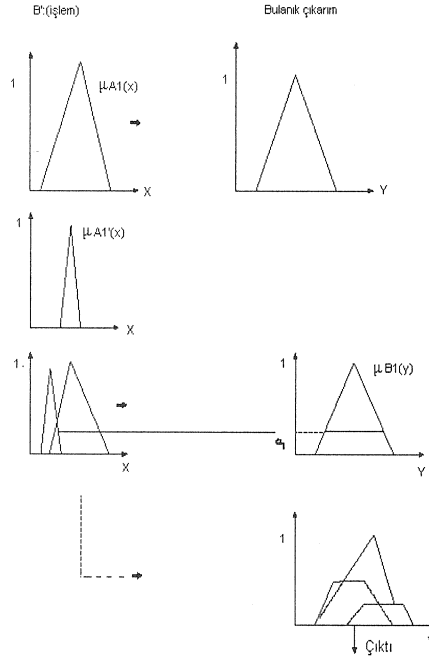 B':(işlem) Bulanık çıkarım
1 μA1(x) 1
X Y
1 μA1'(x)
X
1. 1 μB1(y)
α1
X Y
1
Çıktı